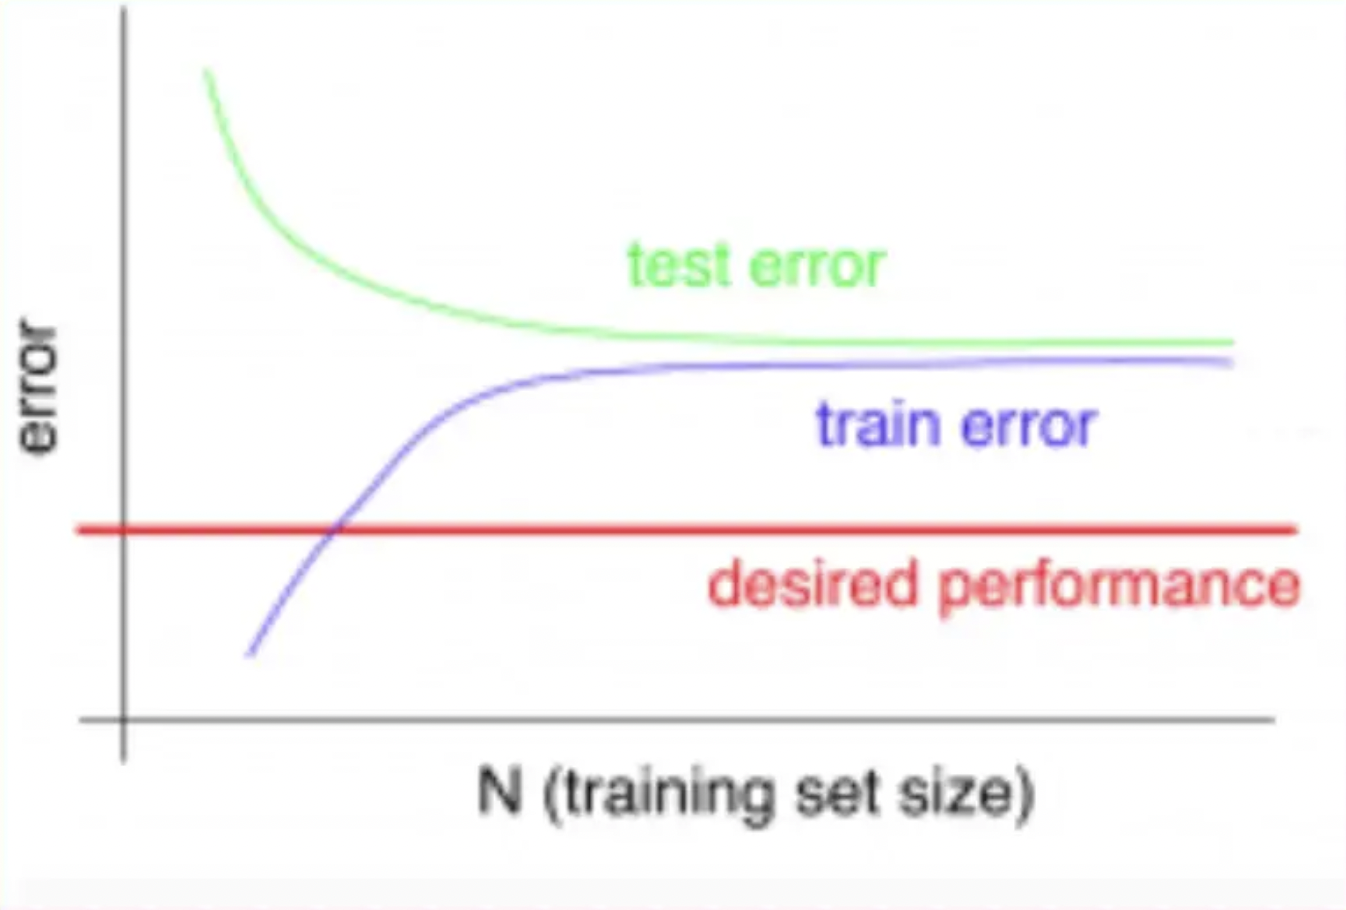 test error
error
train error
desired performance
N (training set size)